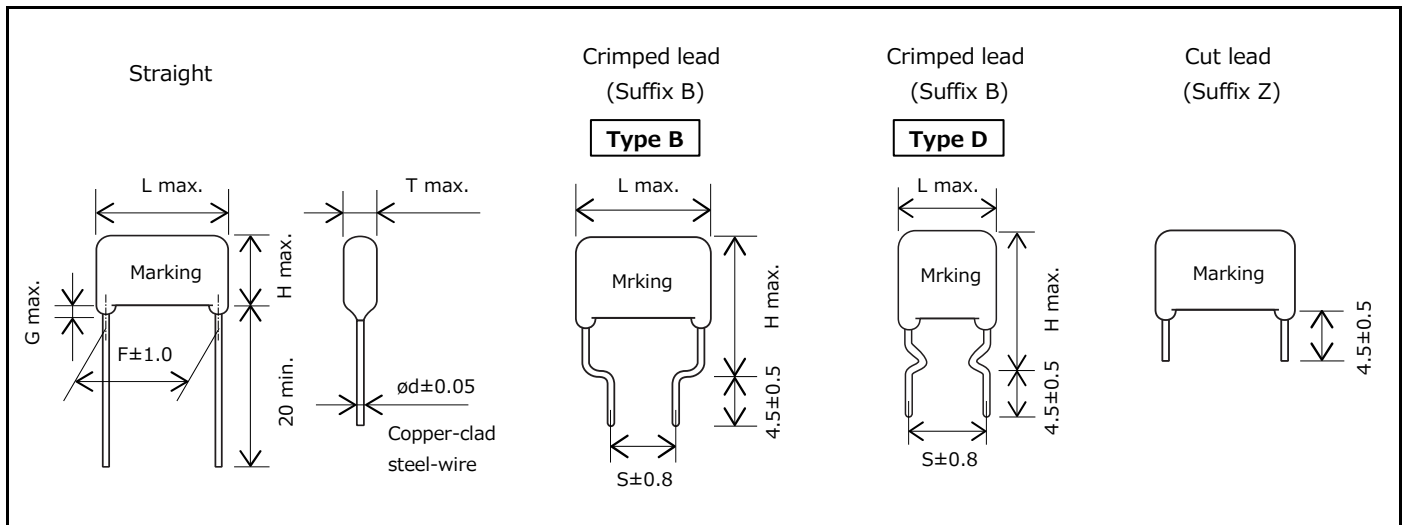 Straight
L max.
T max.
Marking
H max.
G max.
F±1.0
20 min.
ød±0.05
Copper-clad
steel-wire
Crimped lead
(Suffix B)
Type B
L max.
Mrking
H max.
4.5±0.5
S±0.8
Crimped lead
(Suffix B)
Type D
L max.
Mrking
H max.
4.5±0.5
S±0.8
Cut lead
(Suffix Z)
Marking
4.5±0.5